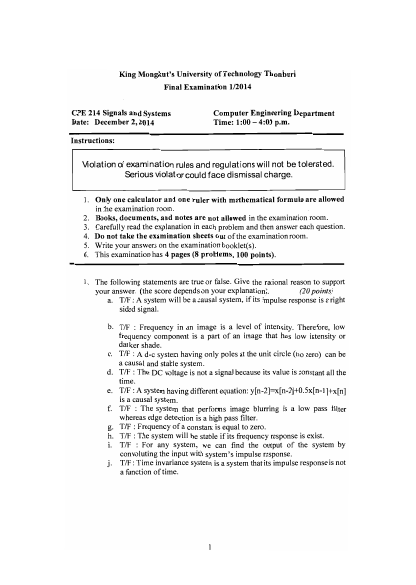 King Mongkut's University of Technology Thonburi
Final Examination 1/2014
CPE 214 Signals and Systems
Computer Engineering Department
Date: December 2, 2014
Time: 1:00 – 4:00 p.m.
Instructions:
Violation of examination rules and regulations will not be tolerated.
Serious violator could face dismissal charge.
1. Only one calculator and one ruler with mathematical formula are allowed
in the examination room.
2. Books, documents, and notes are not allowed in the examination room.
3. Carefully read the explanation in each problem and then answer each question.
4. Do not take the examination sheets out of the examination room.
5. Write your answers on the examination booklet(s).
6. This examination has 4 pages (8 problems, 100 points).
1. The following statements are true or false. Give the rational reason to support
your answer (the score depends on your explanation). (20 points)
a. T/F : A system will be a causal system, if its impulse response is right
sided signal.
b. T/F : Frequency in an image is a level of intensity. Therefore, low
frequency component is a part of an image that has low intensity or
darker shade.
c. T/F : A d-c system having only poles at the unit circle (no zero) can be
a causal and stable system.
d. T/F : The DC voltage is not a signal because its value is constant all the
time.
e. T/F : A system having different equation: y[n-2]=x[n-2]+0.5x[n-1]+x[n]
is a causal system.
f. T/F : The system that performs image blurring is a low pass filter
whereas edge detection is a high pass filter.
g. T/F : Frequency of a constant is equal to zero.
h. T/F : The system will be stable if its frequency response is exist.
i. T/F : For any system, we can find the output of the system by
convoluting the input with system's impulse response.
j. T/F : Time invariance system is a system that its impulse response is not
a function of time.
1